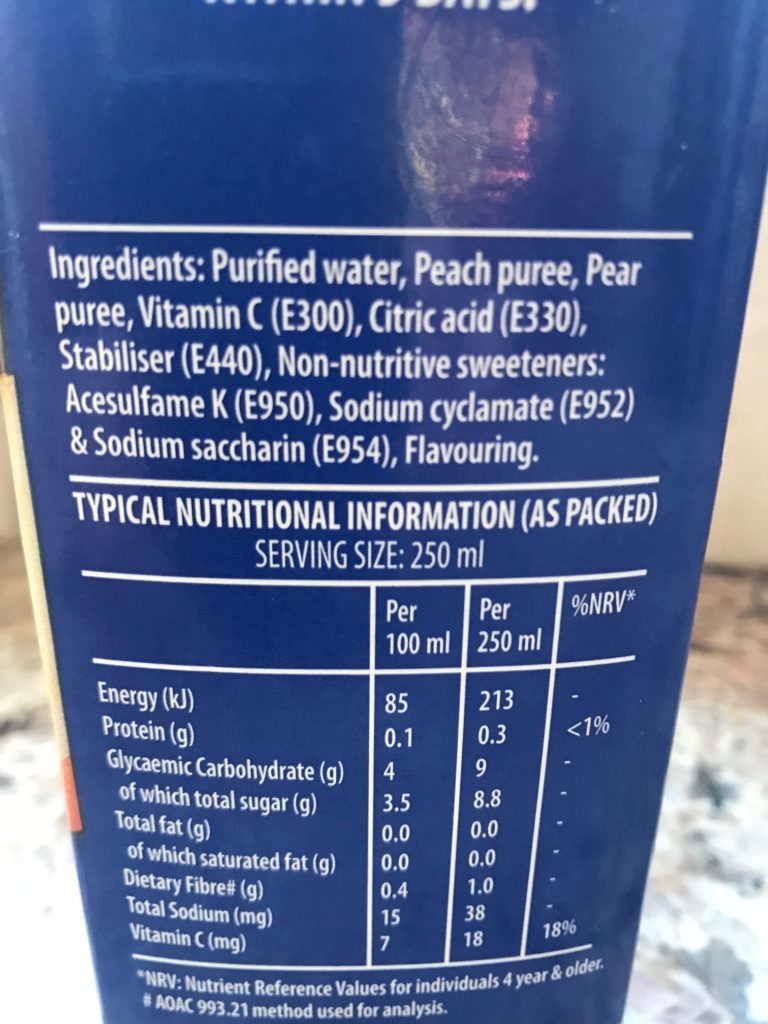 Ingredients: Purified water, Peach puree, Pear
puree, Vitamin C (E300), Citric acid (E330),
Stabiliser (E440), Non-nutritive sweeteners:
Acesulfame K (E950), Sodium cyclamate (E952)
& Sodium saccharin (E954), Flavouring.
TYPICAL NUTRITIONAL INFORMATION (AS PACKED)
SERVING SIZE: 250 ml
Per 100 ml Per 250 ml %NRV*
Energy (kJ) 85 213 -
Protein (g) 0.1 0.3 <1%
Glycaemic Carbohydrate (g) 4 9 -
of which total sugar (g) 3.5 8.8 -
Total fat (g) 0.0 0.0 -
of which saturated fat (g) 0.0 0.0 -
Dietary Fibre# (g) 0.4 1.0 -
Total Sodium (mg) 15 38 -
Vitamin C (mg) 7 18 18%
*NRV: Nutrient Reference Values for individuals 4 year & older.
# AOAC 993.21 method used for analysis.